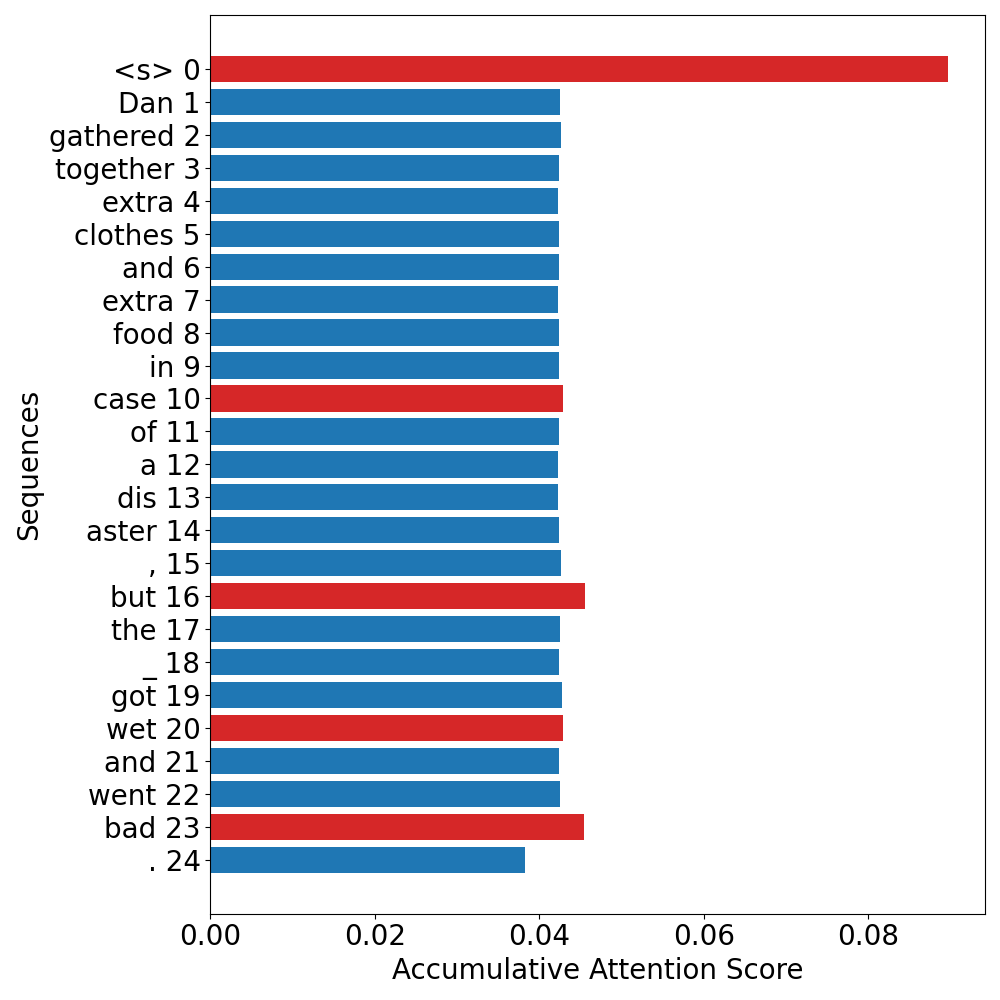 <s> 0
Dan 1
gathered 2
together 3
extra 4
clothes 5
and 6
extra 7
food 8
in 9
case 10
of 11
a 12
dis 13
aster 14
, 15
but 16
the 17
_ 18
got 19
wet 20
and 21
went 22
bad 23
. 24
Sequences
0.00 0.02 0.04 0.06 0.08
Accumulative Attention Score